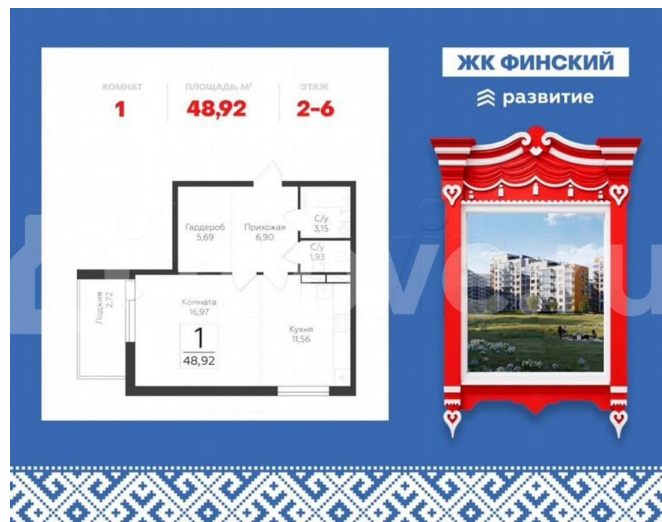 ЖК ФИНСКИЙ
развитие
КОМНАТ
1
ПЛОЩАДЬ, М²
48,92
ЭТАЖ
2-6
Гардероб
5,69
Прихожая
6,90
С/у
3,15
С/у
1,93
Лоджия
2,72
Комната
16,97
Кухня
11,56
1
48,92